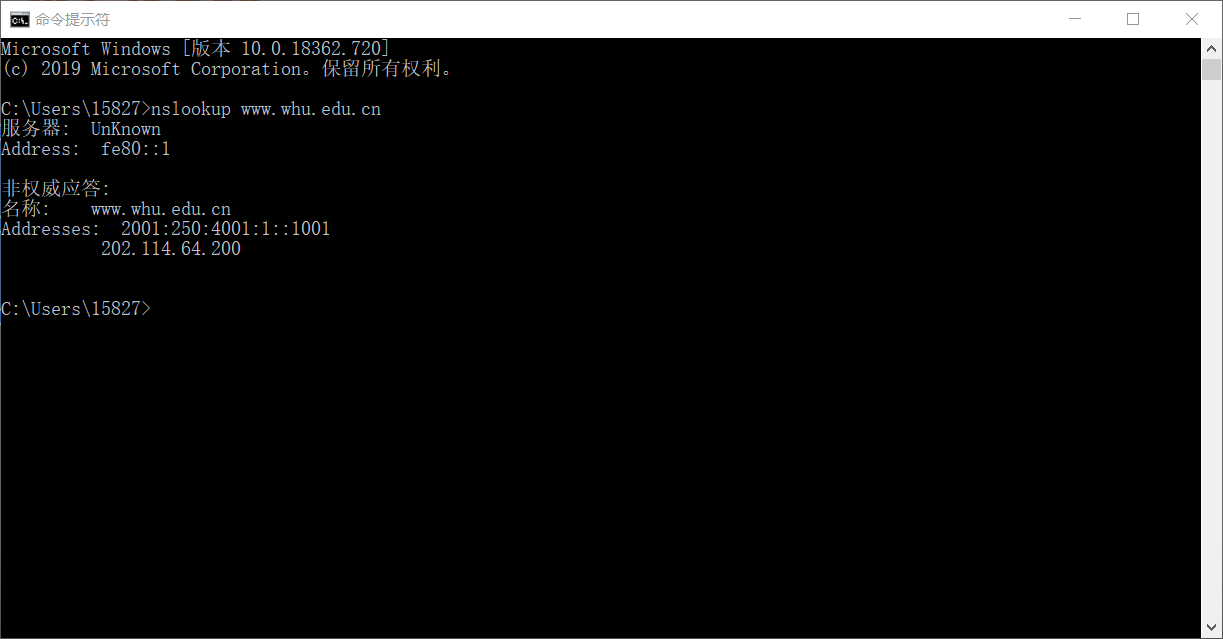 命令提示符
Microsoft Windows [版本 10.0.18362.720]
(c) 2019 Microsoft Corporation。保留所有权利。
C:\Users\15827>nslookup www.whu.edu.cn
服务器:  UnKnown
Address:  fe80::1
非权威应答:
名称:    www.whu.edu.cn
Addresses:  2001:250:4001:1::1001
          202.114.64.200
C:\Users\15827>